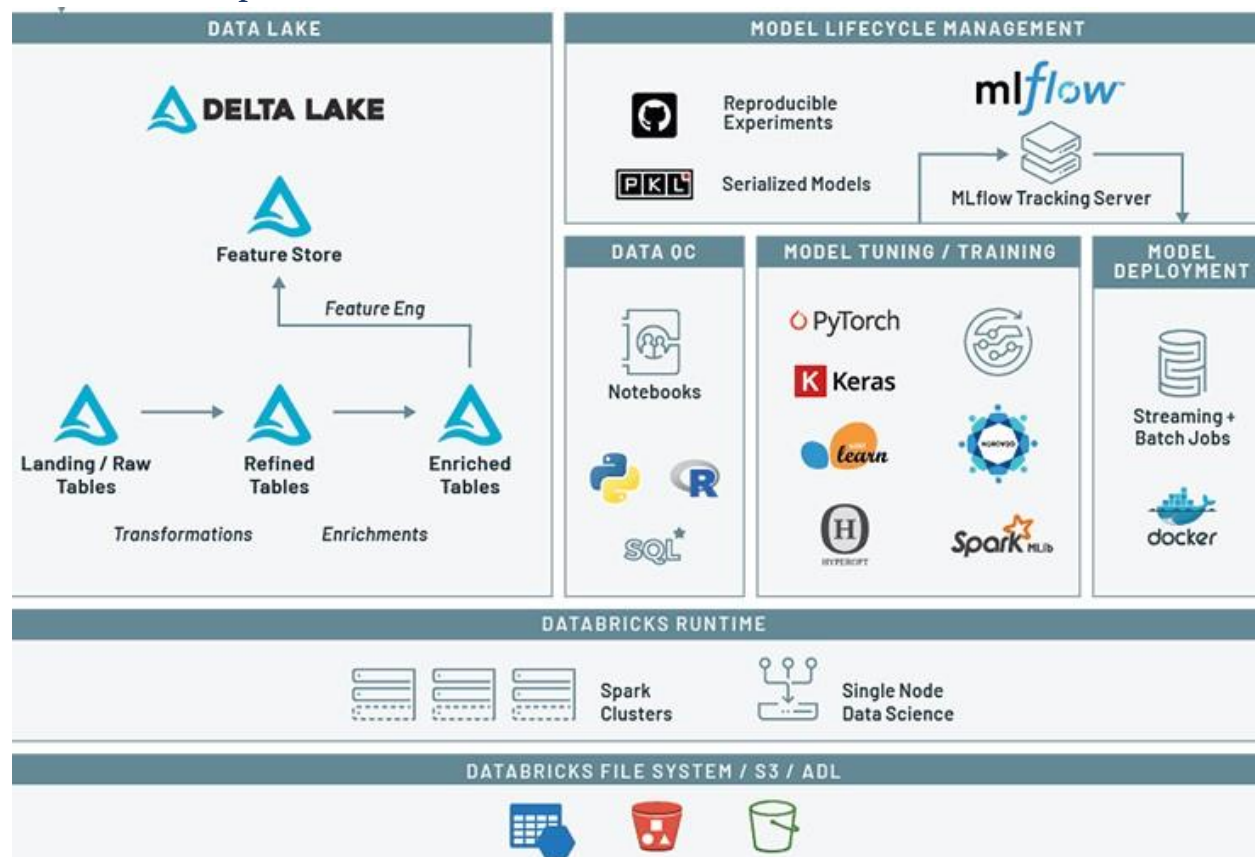 DATA LAKE
DELTA LAKE
Feature Store
Feature Eng
Landing / Raw
Tables
Refined
Tables
Enriched
Tables
Transformations
Enrichments
MODEL LIFECYCLE MANAGEMENT
Reproducible
Experiments
PKL
Serialized Models
mlflow
MLflow Tracking Server
DATA QC
Notebooks
R
SQL
MODEL TUNING / TRAINING
PyTorch
K Keras
learn
HOROVOD
H
HYPEROPT
Spark MLlib
MODEL
DEPLOYMENT
Streaming +
Batch Jobs
docker
DATABRICKS RUNTIME
Spark
Clusters
Single Node
Data Science
DATABRICKS FILE SYSTEM / S3 / ADL